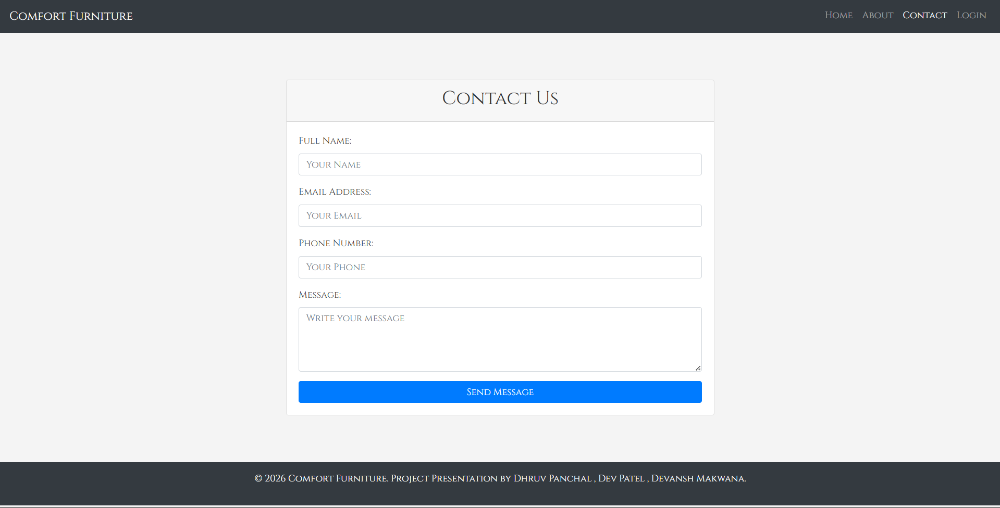 Comfort Furniture
Home About Contact Login
Contact Us
Full Name:
Your Name
Email Address:
Your Email
Phone Number:
Your Phone
Message:
Write your message
Send Message
© 2026 Comfort Furniture. Project Presentation by Dhruv Panchal , Dev Patel , Devansh Makwana.